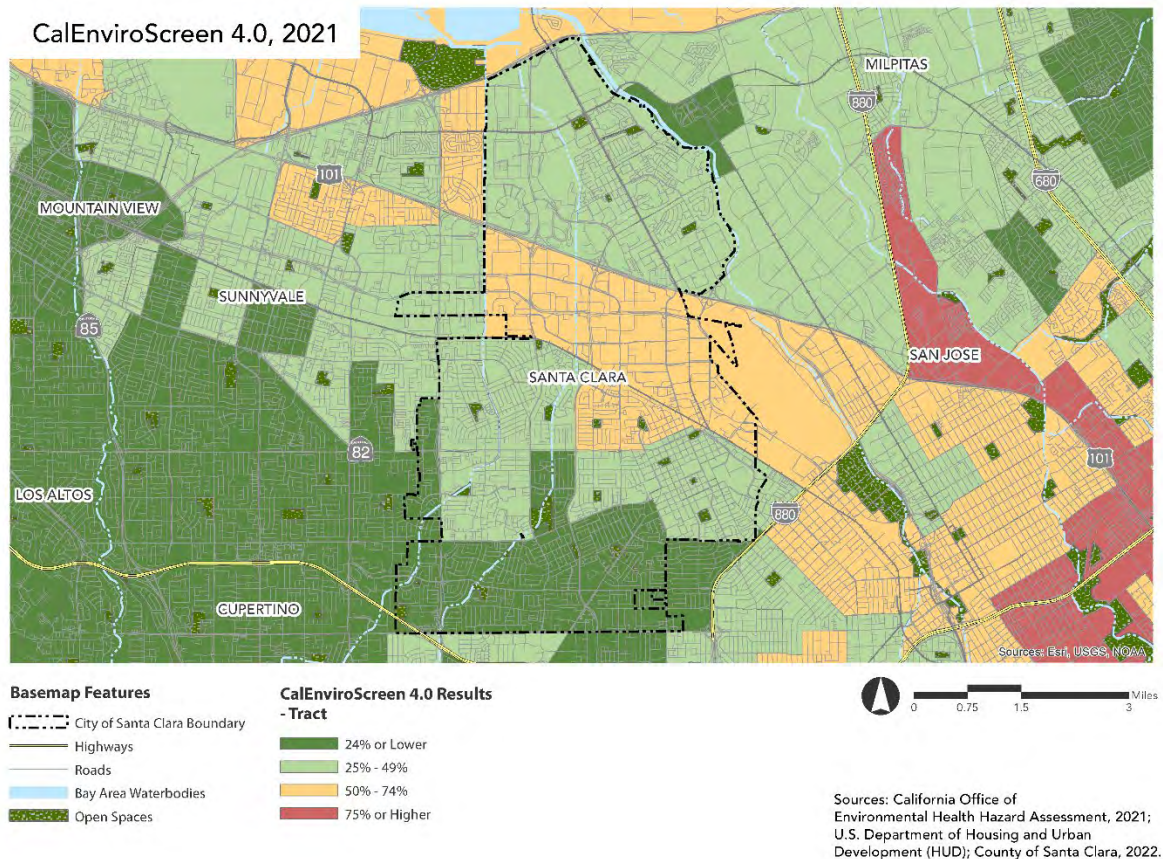 CalEnviroScreen 4.0, 2021
MILPITAS
880
101
680
MOUNTAIN VIEW
SUNNYVALE
85
SAN JOSE
SANTA CLARA
82
101
LOS ALTOS
880
CUPERTINO
Sources: Esri, USGS, NOAA
Basemap Features
City of Santa Clara Boundary
Highways
Roads
Bay Area Waterbodies
Open Spaces
CalEnviroScreen 4.0 Results
- Tract
24% or Lower
25% - 49%
50% - 74%
75% or Higher
Miles
0 0.75 1.5 3
Sources: California Office of
Environmental Health Hazard Assessment, 2021;
U.S. Department of Housing and Urban
Development (HUD); County of Santa Clara, 2022.